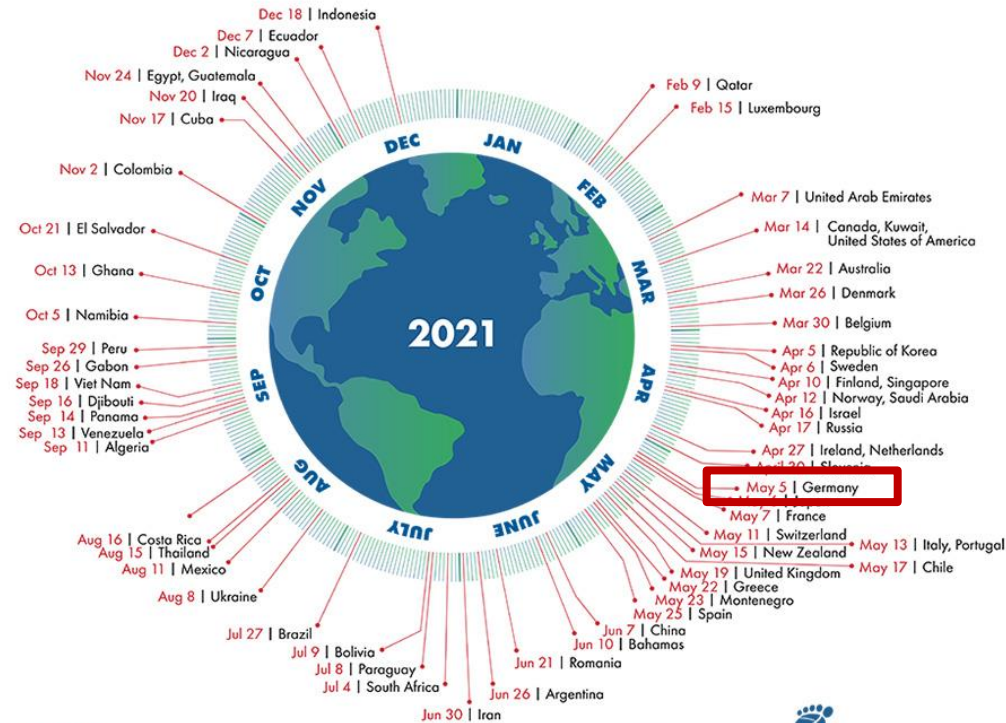 Dec 18 | Indonesia
Dec 7 | Ecuador
Dec 2 | Nicaragua
Nov 24 | Egypt, Guatemala
Nov 20 | Iraq
Nov 17 | Cuba
Nov 2 | Colombia
Oct 21 | El Salvador
Oct 13 | Ghana
Oct 5 | Namibia
Sep 29 | Peru
Sep 26 | Gabon
Sep 18 | Viet Nam
Sep 16 | Djibouti
Sep 14 | Panama
Sep 13 | Venezuela
Sep 11 | Algeria
Aug 16 | Costa Rica
Aug 15 | Thailand
Aug 11 | Mexico
Aug 8 | Ukraine
Jul 27 | Brazil
Jul 9 | Bolivia
Jul 8 | Paraguay
Jul 4 | South Africa
Jun 30 | Iran
JAN
FEB
MAR
APR
MAY
JUNE
JULY
AUG
SEP
OCT
NOV
DEC
2021
Feb 9 | Qatar
Feb 15 | Luxembourg
Mar 7 | United Arab Emirates
Mar 14 | Canada, Kuwait,
United States of America
Mar 22 | Australia
Mar 26 | Denmark
Mar 30 | Belgium
Apr 5 | Republic of Korea
Apr 6 | Sweden
Apr 10 | Finland, Singapore
Apr 12 | Norway, Saudi Arabia
Apr 16 | Israel
Apr 17 | Russia
Apr 27 | Ireland, Netherlands
April 30 | Slovenia
May 5 | Germany
May 7 | France
May 11 | Switzerland
May 13 | Italy, Portugal
May 15 | New Zealand
May 17 | Chile
May 19 | United Kingdom
May 22 | Greece
May 23 | Montenegro
May 25 | Spain
Jun 7 | China
Jun 10 | Bahamas
Jun 21 | Romania
Jun 26 | Argentina